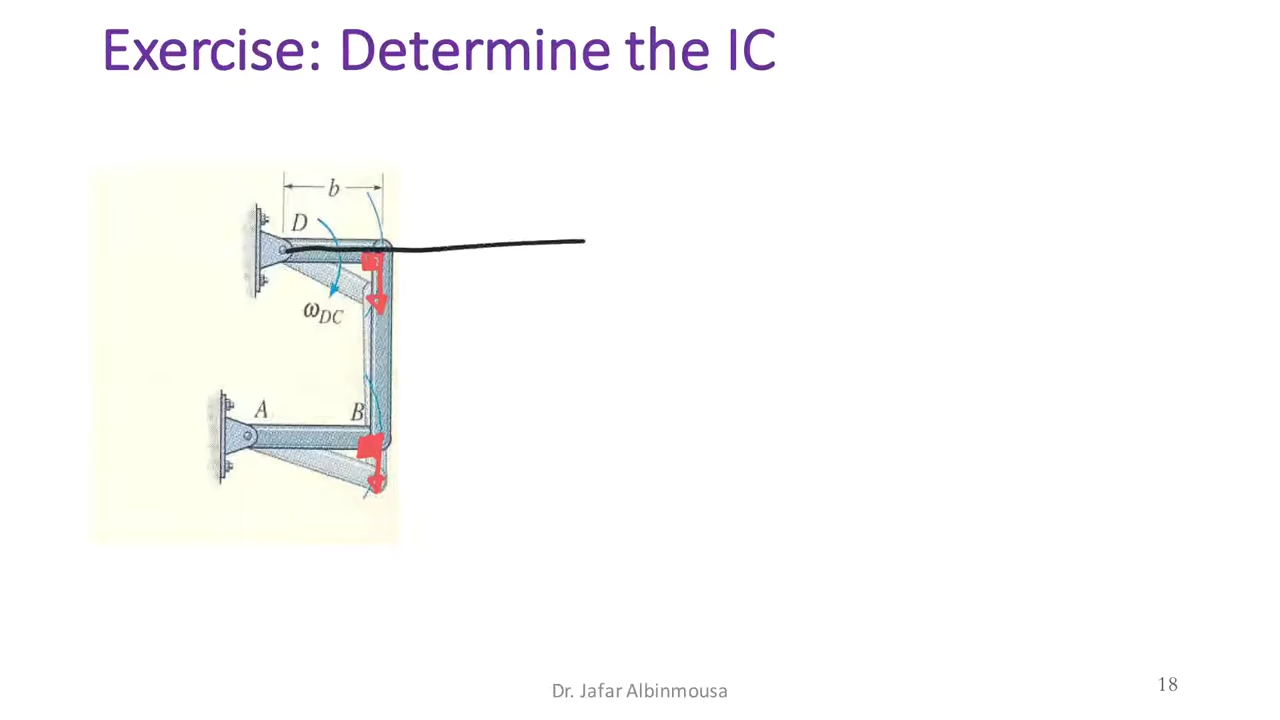 Exercise: Determine the IC
b
D
ωDC
A
B
Dr. Jafar Albinmousa
18